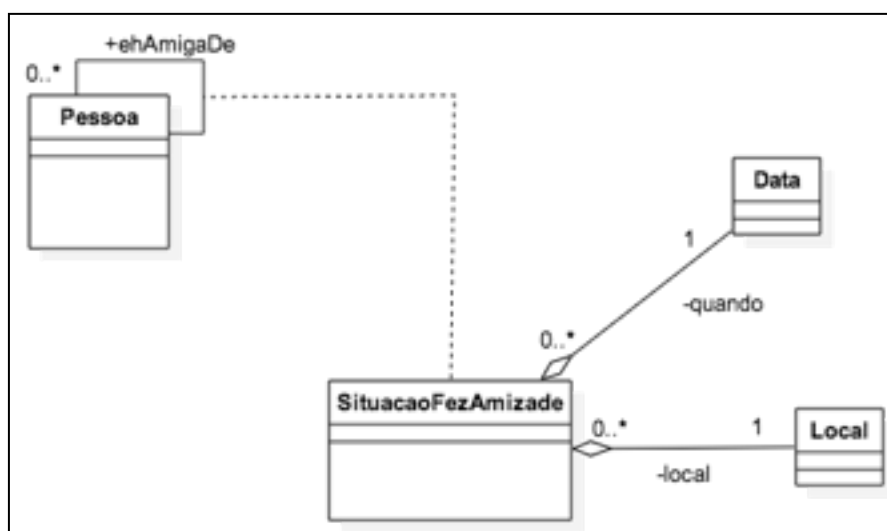 +ehAmigaDe
0..*
Pessoa
Data
1
-quando
0..*
SituacaoFezAmizade
0..*
1
Local
-local